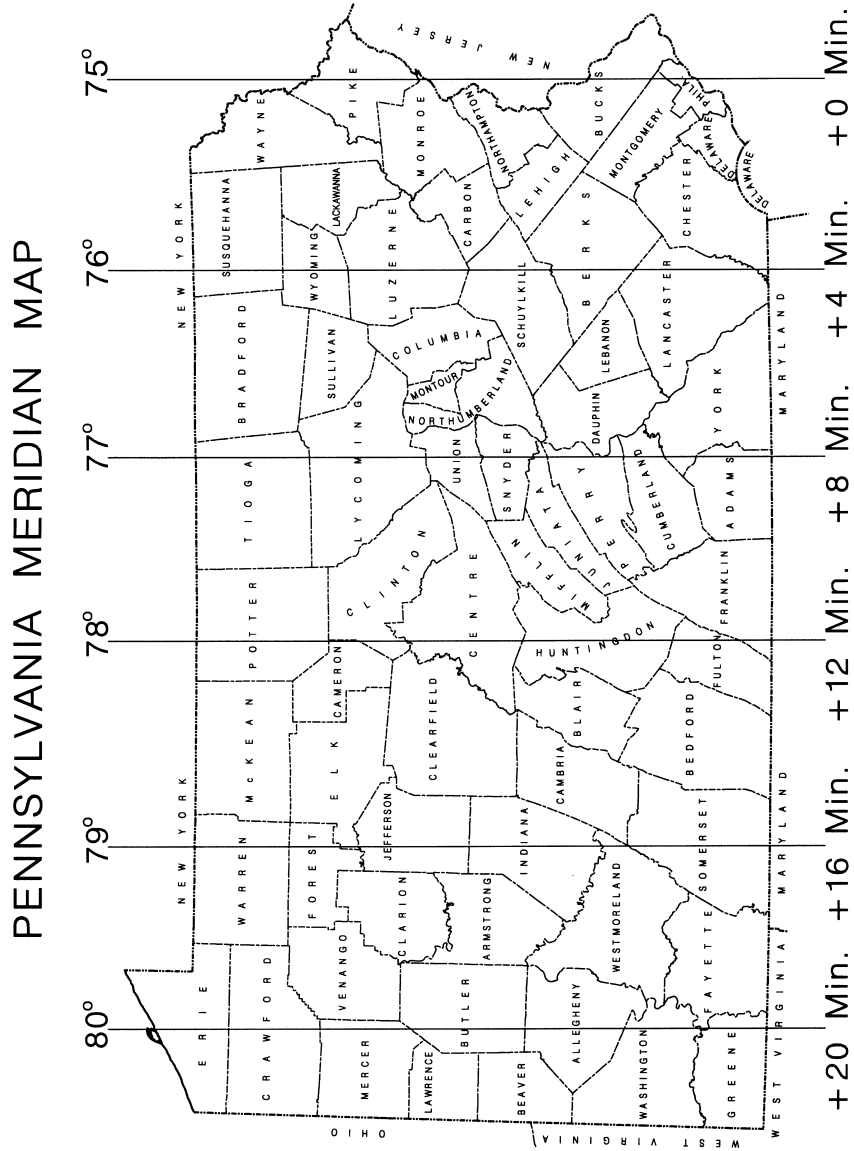 PENNSYLVANIA MERIDIAN MAP
80° 79° 78° 77° 76° 75°
NEW YORK
NEW YORK
ERIE
CRAWFORD
WARREN
McKEAN
POTTER
TIOGA
BRADFORD
SUSQUEHANNA
WAYNE
MERCER
VENANGO
FOREST
ELK
CAMERON
CLINTON
LYCOMING
SULLIVAN
WYOMING
LACKAWANNA
PIKE
NEW JERSEY
LAWRENCE
BUTLER
CLARION
JEFFERSON
CLEARFIELD
CENTRE
UNION
MONTOUR
COLUMBIA
LUZERNE
MONROE
NORTHUMBERLAND
CARBON
NORTHAMPTON
BEAVER
ARMSTRONG
INDIANA
CAMBRIA
BLAIR
HUNTINGDON
MIFFLIN
SNYDER
JUNIATA
PERRY
SCHUYLKILL
LEHIGH
ALLEGHENY
WESTMORELAND
DAUPHIN
LEBANON
BERKS
BUCKS
MONTGOMERY
WASHINGTON
GREENE
FAYETTE
SOMERSET
BEDFORD
FULTON
FRANKLIN
CUMBERLAND
ADAMS
YORK
LANCASTER
CHESTER
DELAWARE
PHILA.
DELAWARE
OHIO
WEST VIRGINIA
WEST VIRGINIA
MARYLAND
MARYLAND
+20 Min. +16 Min. +12 Min. +8 Min. +4 Min. +0 Min.